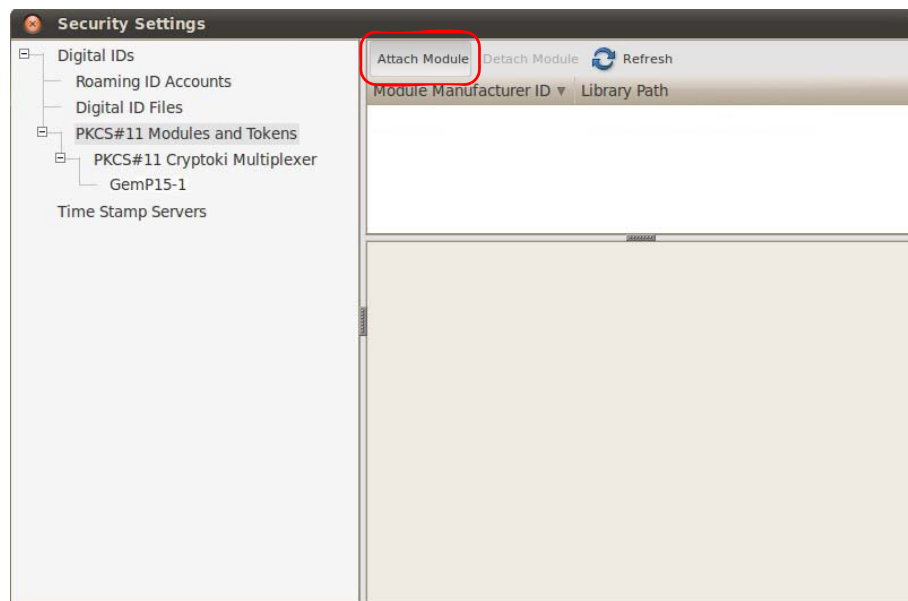 Security Settings
Digital IDs
Roaming ID Accounts
Digital ID Files
PKCS#11 Modules and Tokens
PKCS#11 Cryptoki Multiplexer
GemP15-1
Time Stamp Servers
Attach Module Detach Module Refresh
Module Manufacturer ID Library Path